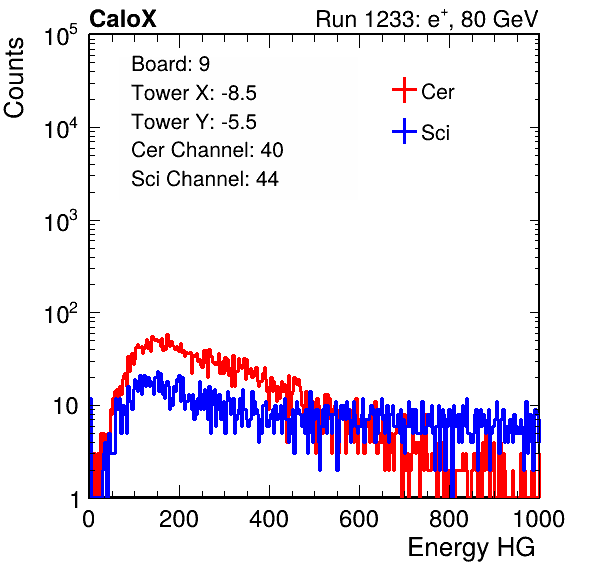 CaloX Run 1233: e⁺, 80 GeV
Counts
10⁵
10⁴
10³
10²
10
1
Board: 9
Tower X: -8.5
Tower Y: -5.5
Cer Channel: 40
Sci Channel: 44
Cer
Sci
0 200 400 600 800 1000
Energy HG